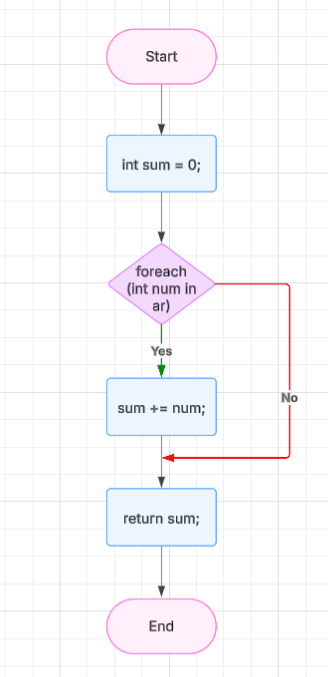 Start
int sum = 0;
foreach
(int num in
ar)
Yes
sum += num;
No
return sum;
End